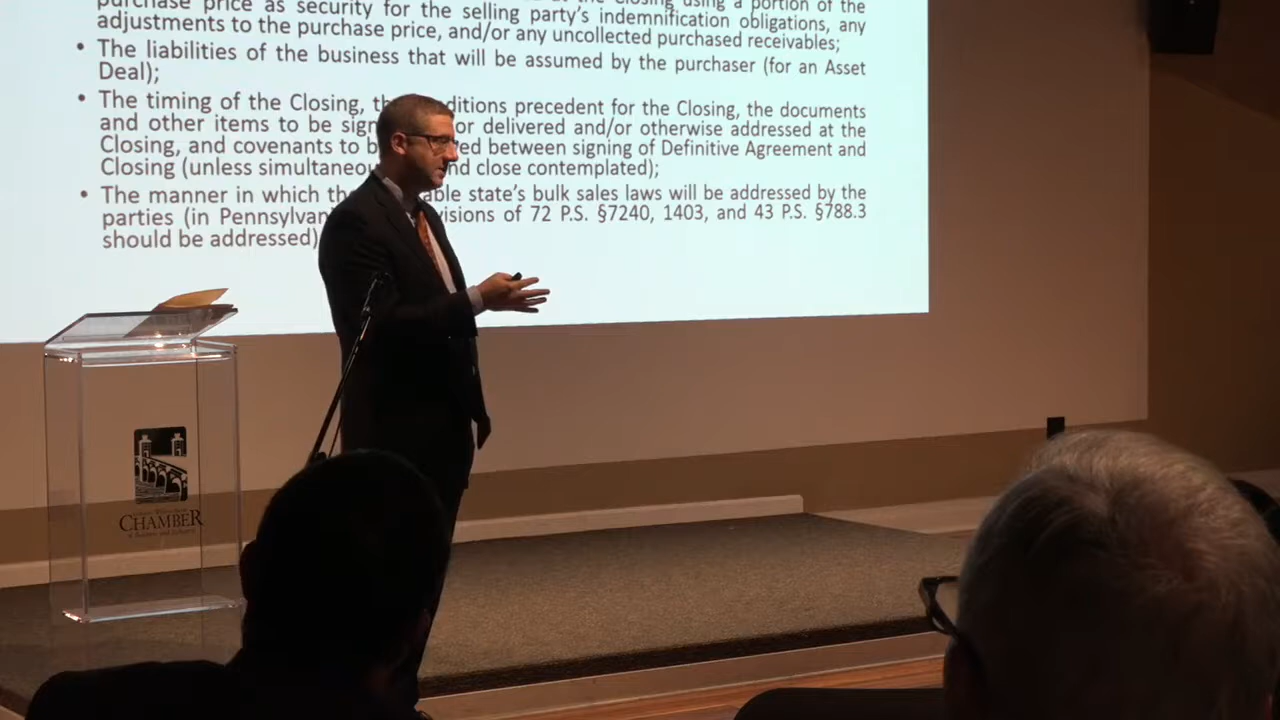 purchase price as security for the selling party's indemnification obligations, any
adjustments to the purchase price, and/or any uncollected purchased receivables;
• The liabilities of the business that will be assumed by the purchaser (for an Asset
Deal);
• The timing of the Closing, the ditions precedent for the Closing, the documents
and other items to be sign or delivered and/or otherwise addressed at the
Closing, and covenants to b ed between signing of Definitive Agreement and
Closing (unless simultaneou nd close contemplated);
• The manner in which the able state's bulk sales laws will be addressed by the
parties (in Pennsylvan visions of 72 P.S. §7240, 1403, and 43 P.S. §788.3
should be addressed)
CHAMBER